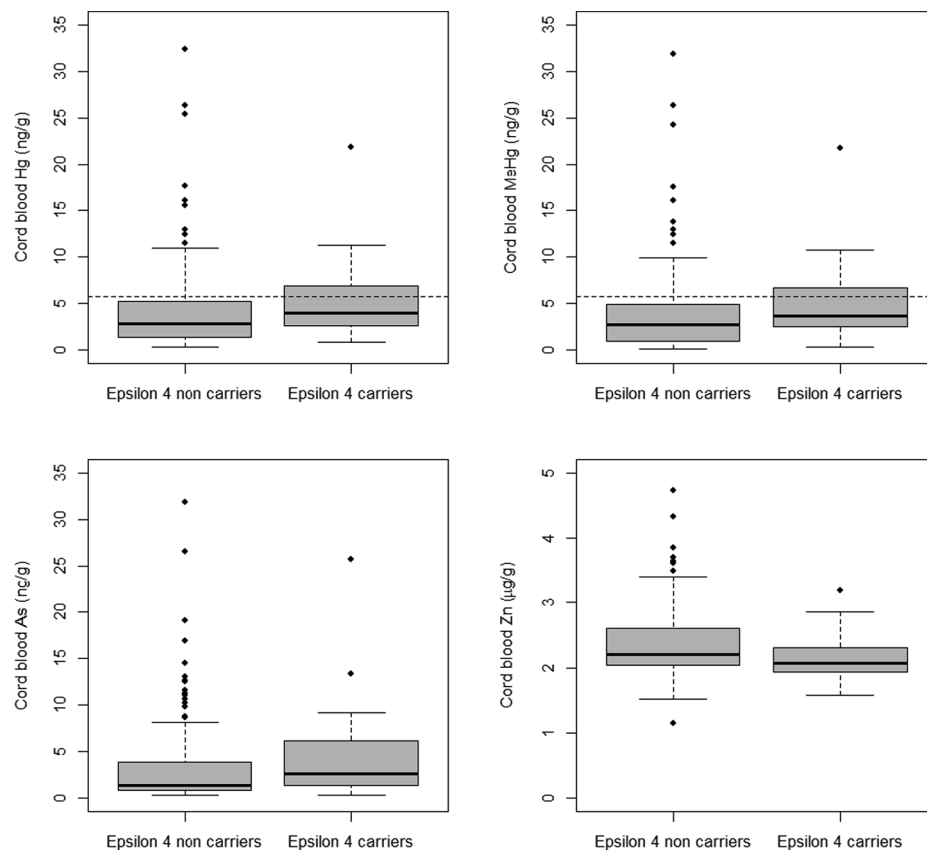 35
30
25
20
15
10
5
0
Cord blood Hg (ng/g)
Epsilon 4 non carriers
Epsilon 4 carriers
35
30
25
20
15
10
5
0
Cord blood MeHg (ng/g)
Epsilon 4 non carriers
Epsilon 4 carriers
35
30
25
20
15
10
5
0
Cord blood As (ng/g)
Epsilon 4 non carriers
Epsilon 4 carriers
5
4
3
2
1
0
Cord blood Zn (µg/g)
Epsilon 4 non carriers
Epsilon 4 carriers